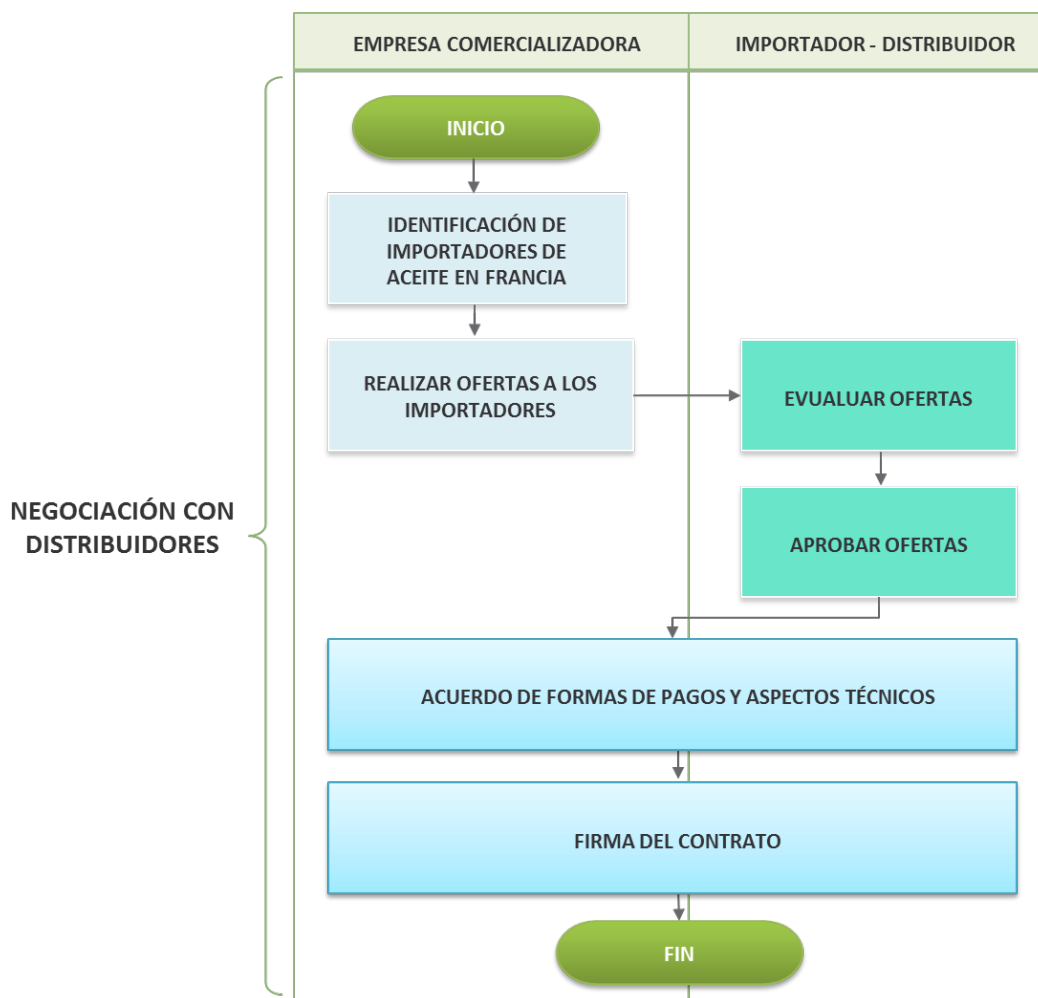 EMPRESA COMERCIALIZADORA
IMPORTADOR - DISTRIBUIDOR
INICIO
IDENTIFICACIÓN DE
IMPORTADORES DE
ACEITE EN FRANCIA
REALIZAR OFERTAS A LOS
IMPORTADORES
EVUALUAR OFERTAS
NEGOCIACIÓN CON
DISTRIBUIDORES
APROBAR OFERTAS
ACUERDO DE FORMAS DE PAGOS Y ASPECTOS TÉCNICOS
FIRMA DEL CONTRATO
FIN